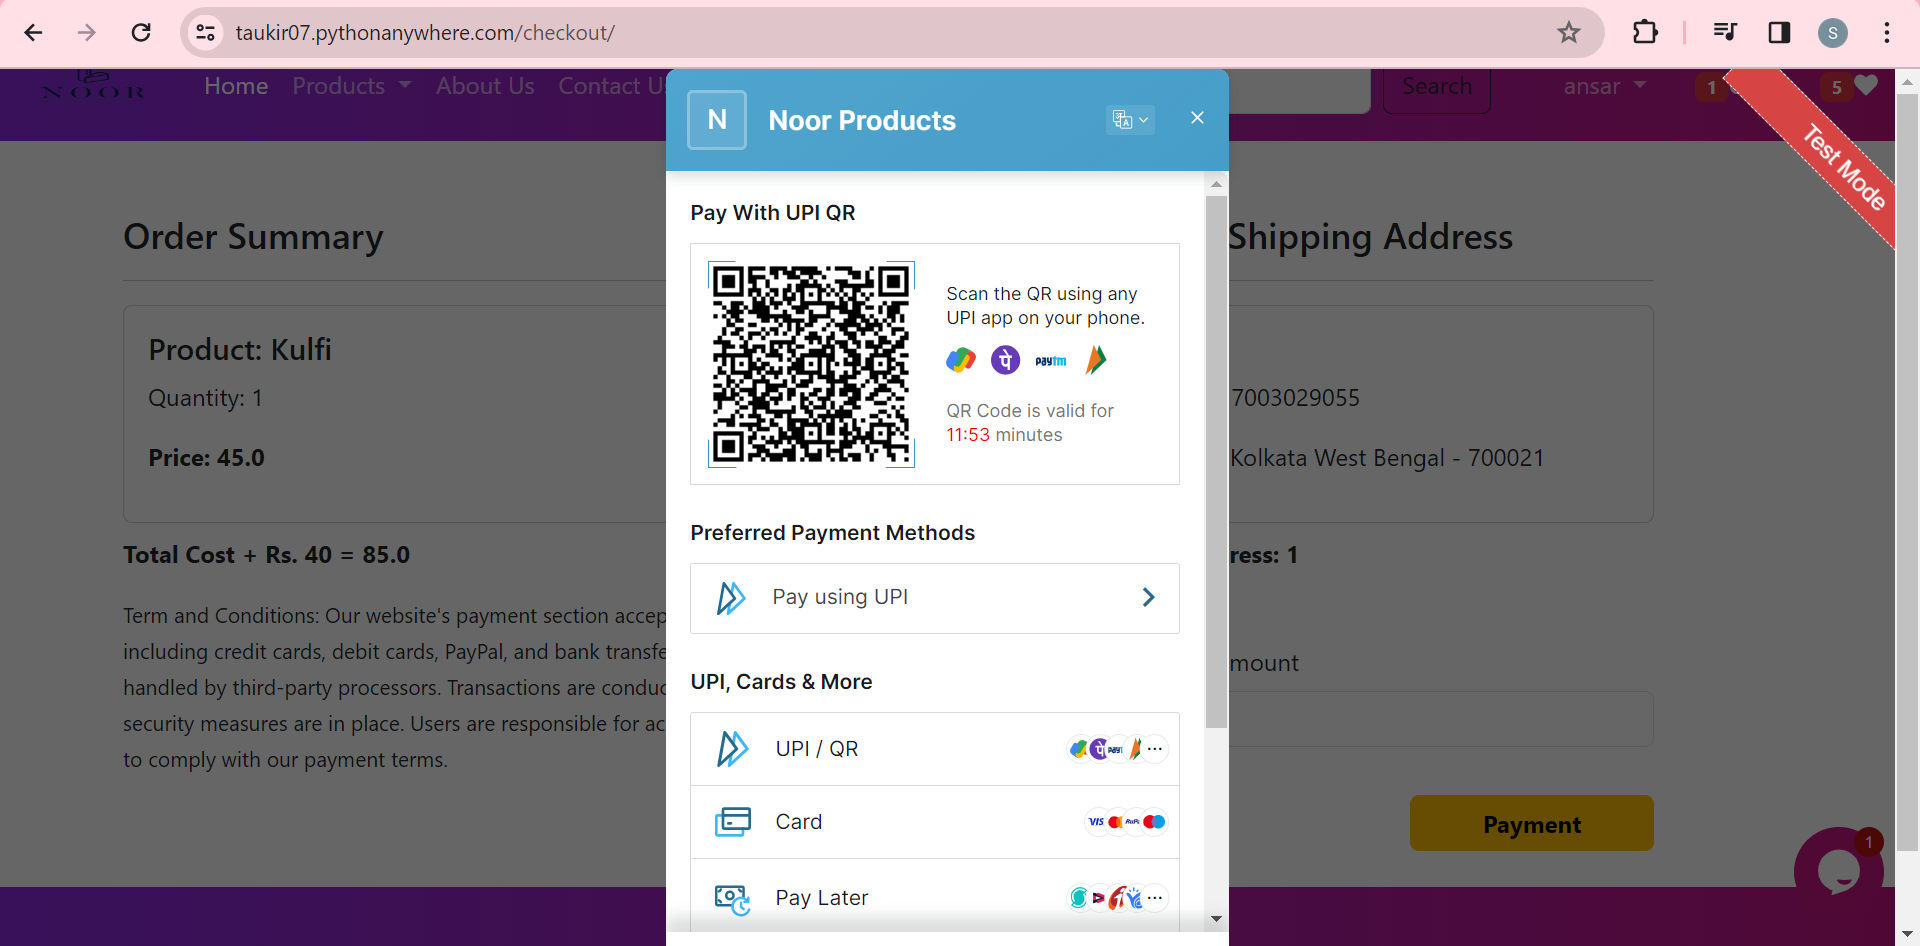 taukir07.pythonanywhere.com/checkout/
S
NOOR
Home
Products
About Us
Contact U
Search
ansar
1
5
Test Mode
N
Noor Products
Pay With UPI QR
Scan the QR using any
UPI app on your phone.
paytm
QR Code is valid for
11:53 minutes
Preferred Payment Methods
Pay using UPI
UPI, Cards & More
UPI / QR
Card
VISA
Pay Later
Order Summary
Product: Kulfi
Quantity: 1
Price: 45.0
Total Cost + Rs. 40 = 85.0
Term and Conditions: Our website's payment section accep
including credit cards, debit cards, PayPal, and bank transfe
handled by third-party processors. Transactions are conduc
security measures are in place. Users are responsible for ac
to comply with our payment terms.
Shipping Address
7003029055
Kolkata West Bengal - 700021
ress: 1
mount
Payment
1